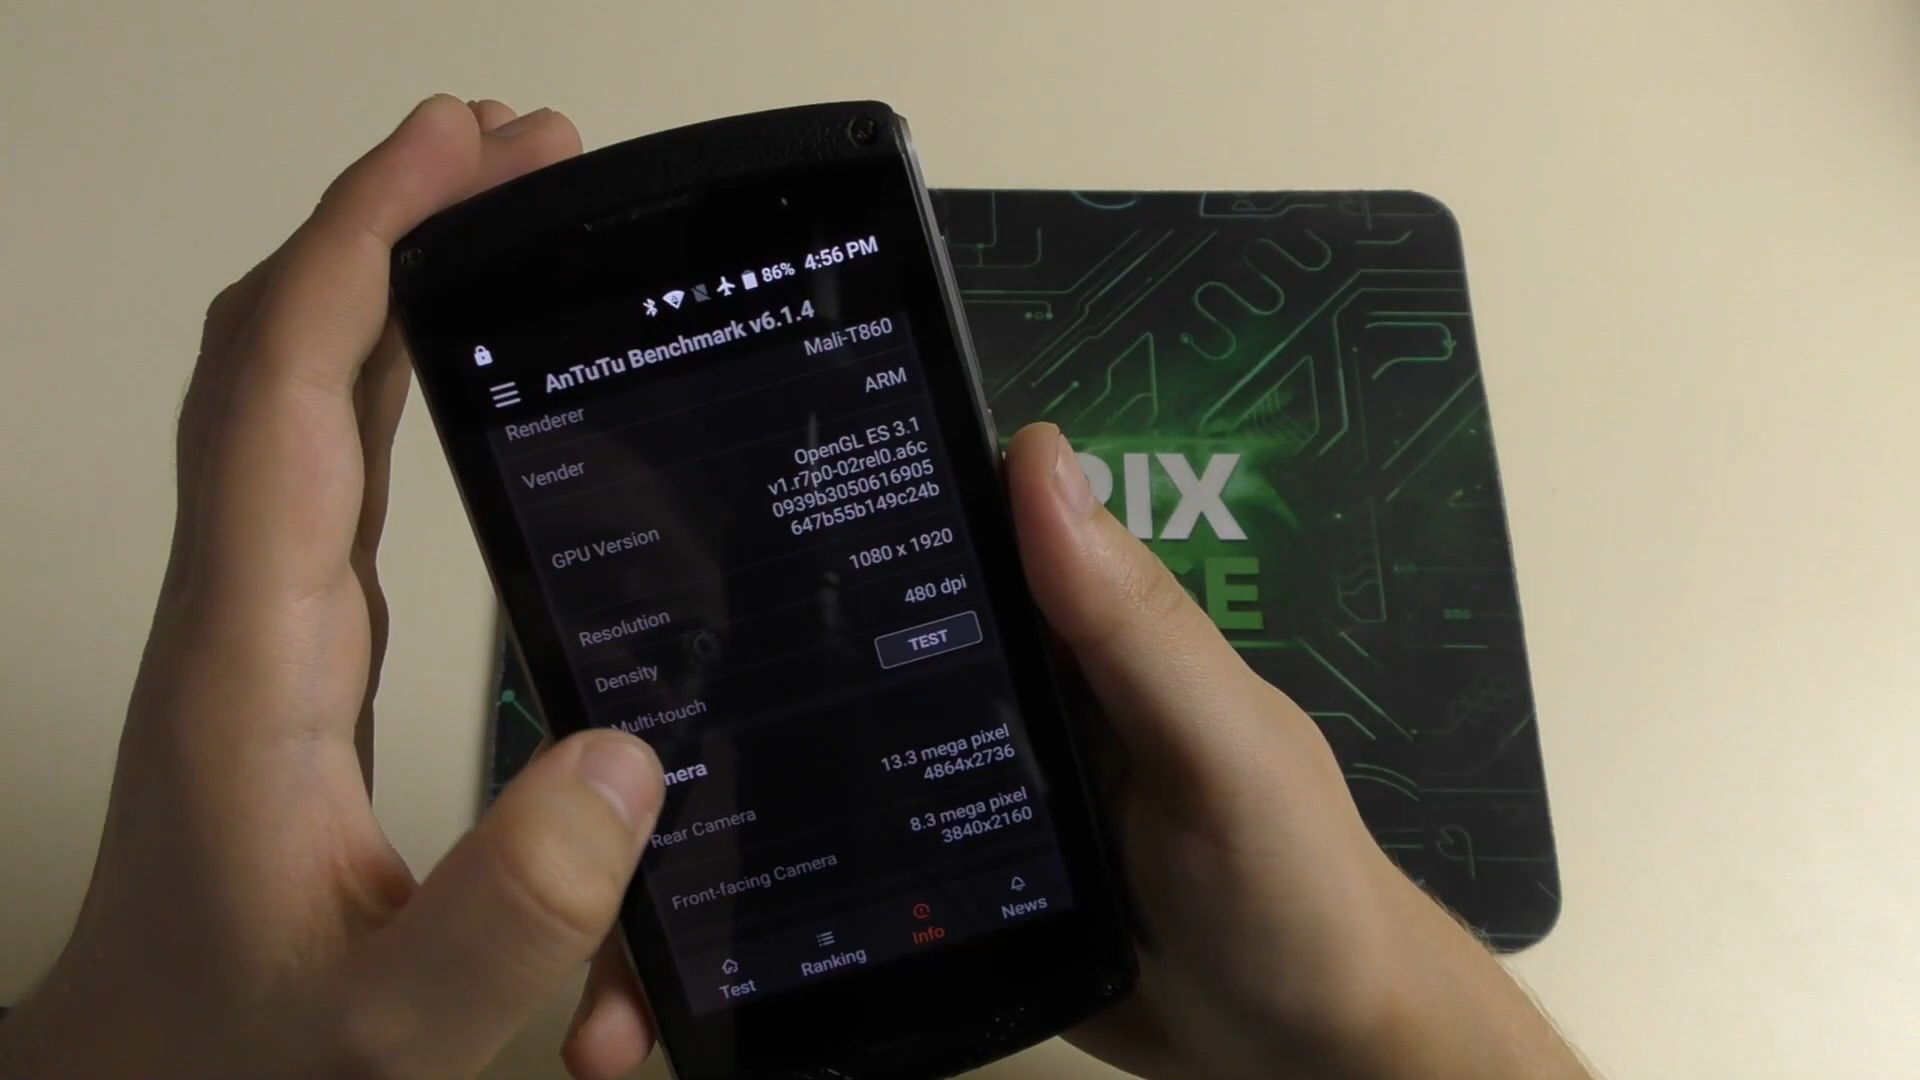 86% 4:56 PM
AnTuTu Benchmark v6.1.4
Renderer Mali-T860
Vender ARM
GPU Version OpenGL ES 3.1
v1.r7p0-02rel0.a6c
0939b3050616905
647b55b149c24b
Resolution 1080 x 1920
Density 480 dpi
Multi-touch TEST
mera
Rear Camera 13.3 mega pixel
4864x2736
Front-facing Camera 8.3 mega pixel
3840x2160
Test Ranking Info News
PIX
GE